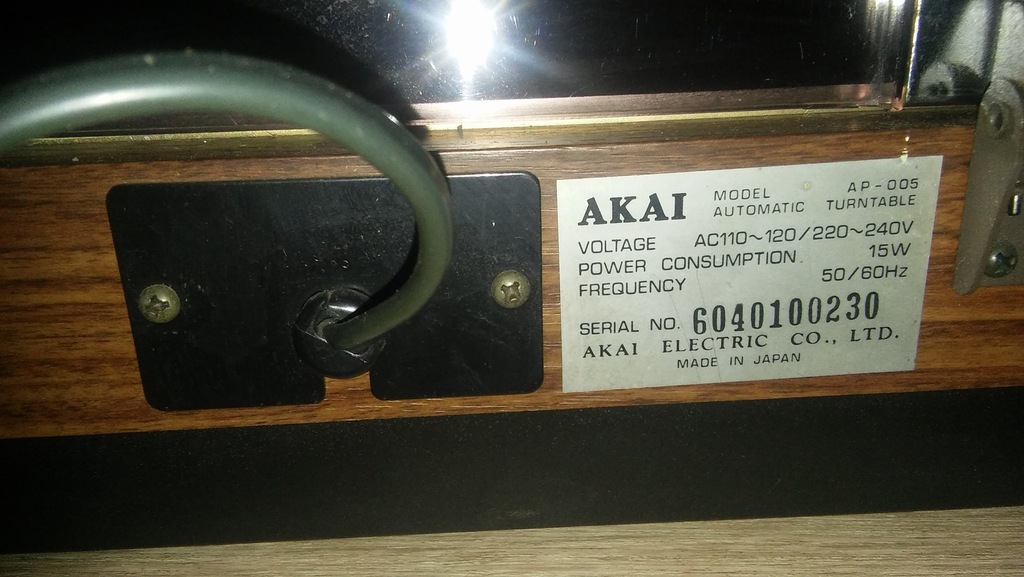 AKAI MODEL AP-005
AUTOMATIC TURNTABLE
VOLTAGE AC110~120/220~240V
POWER CONSUMPTION. 15W
FREQUENCY 50/60Hz
SERIAL NO. 6040100230
AKAI ELECTRIC CO., LTD.
MADE IN JAPAN